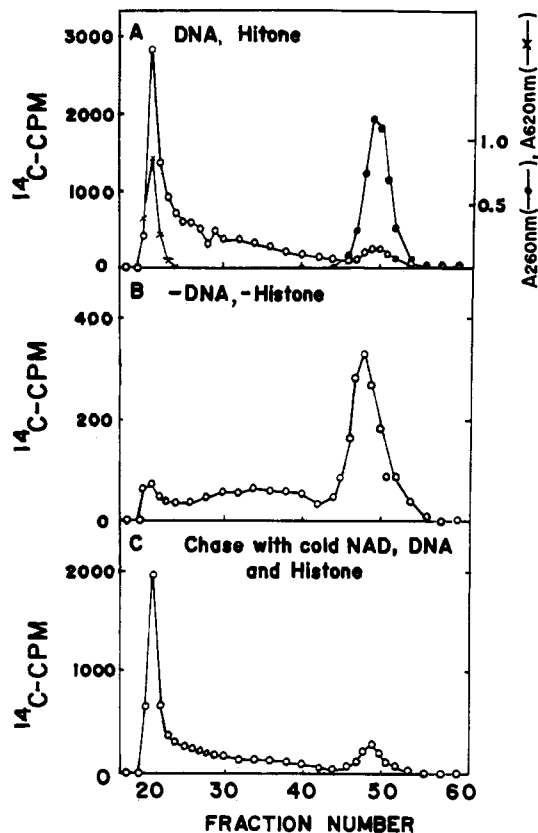 A DNA, Hitone
3000
2000
1000
0
14C-CPM
1.0
0.5
A260nm(—●—), A620nm(—×—)
B -DNA,-Histone
400
200
0
14C-CPM
C Chase with cold NAD, DNA
and Histone
2000
1000
0
14C-CPM
20 30 40 50 60
FRACTION NUMBER